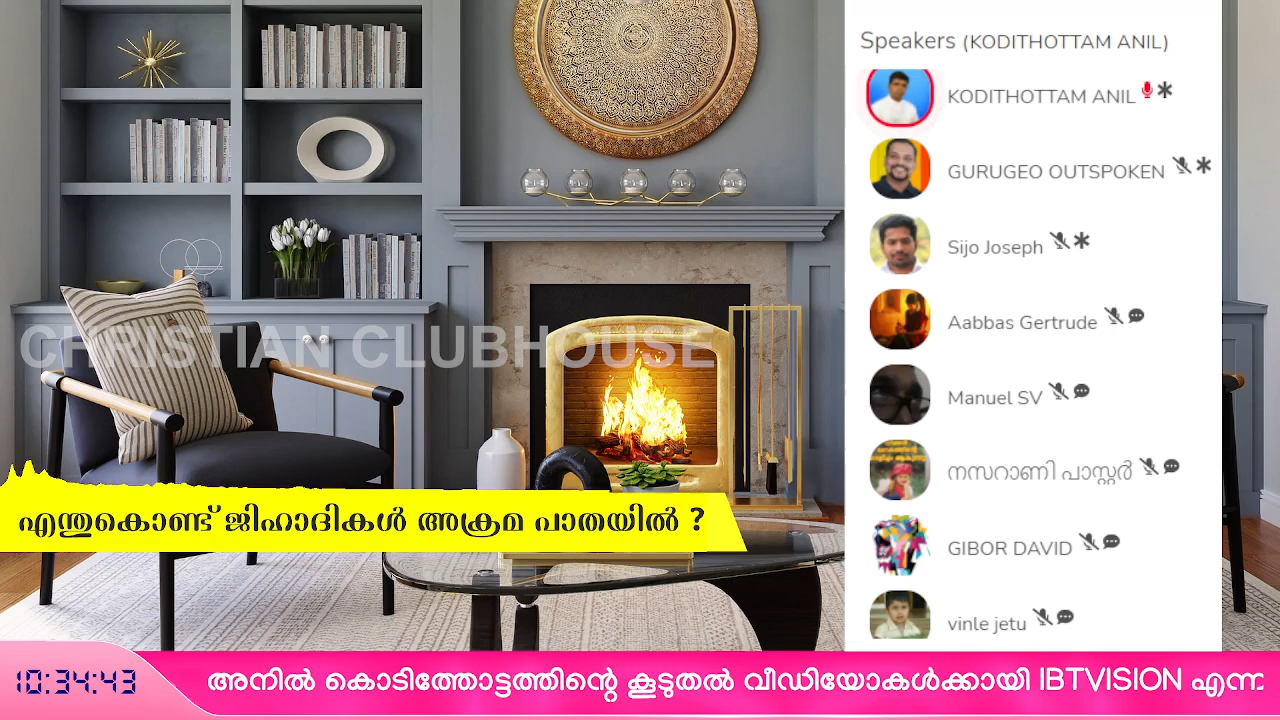 Speakers (KODITHOTTAM ANIL)
KODITHOTTAM ANIL
GURUGEO OUTSPOKEN
Sijo Joseph
Aabbas Gertrude
Manuel SV
നസറാണി പാസ്റ്റർ
GIBOR DAVID
vinle jetu
CHRISTIAN CLUBHOUSE
എന്തുകൊണ്ട് ജിഹാദികൾ അക്രമ പാതയിൽ ?
10:34:43
അനിൽ കൊടിത്തോട്ടത്തിന്റെ കൂടുതൽ വീഡിയോകൾക്കായി IBTVISION എന്ന